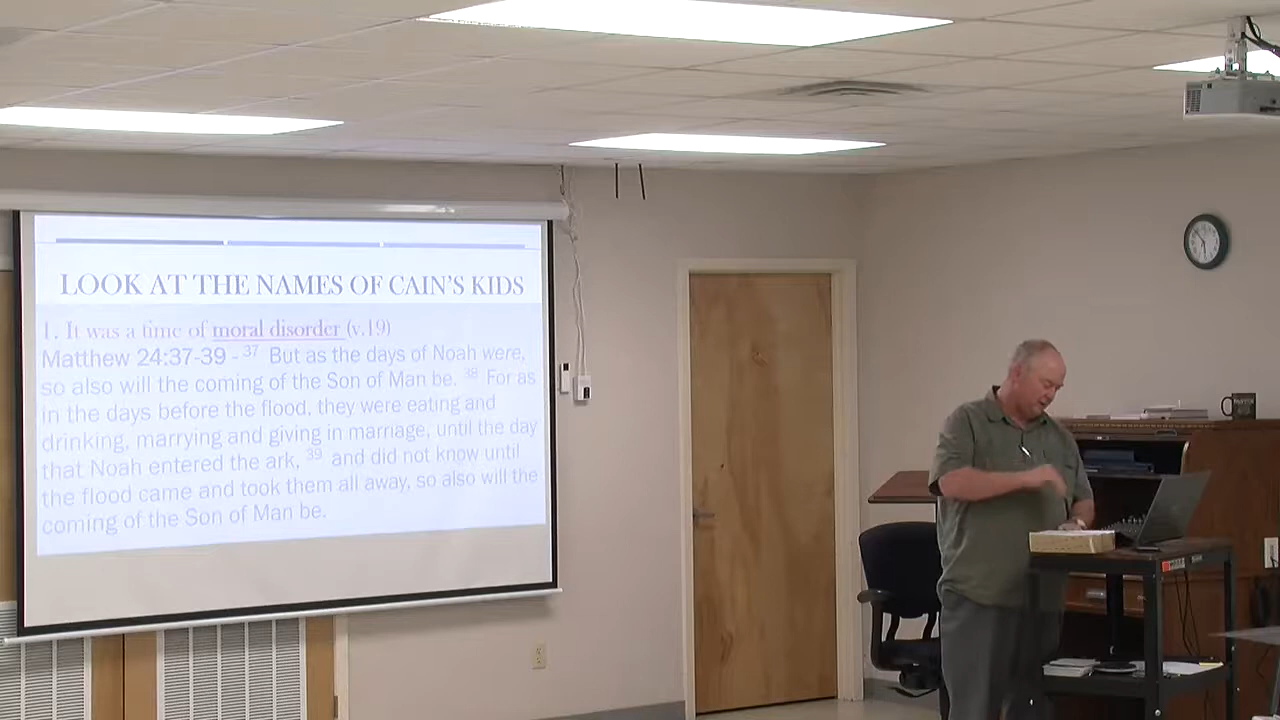 LOOK AT THE NAMES OF CAIN'S KIDS
1. It was a time of moral disorder (v.19)
Matthew 24:37-39 - 37 But as the days of Noah were,
so also will the coming of the Son of Man be. 38 For as
in the days before the flood, they were eating and
drinking, marrying and giving in marriage, until the day
that Noah entered the ark, 39 and did not know until
the flood came and took them all away, so also will the
coming of the Son of Man be.